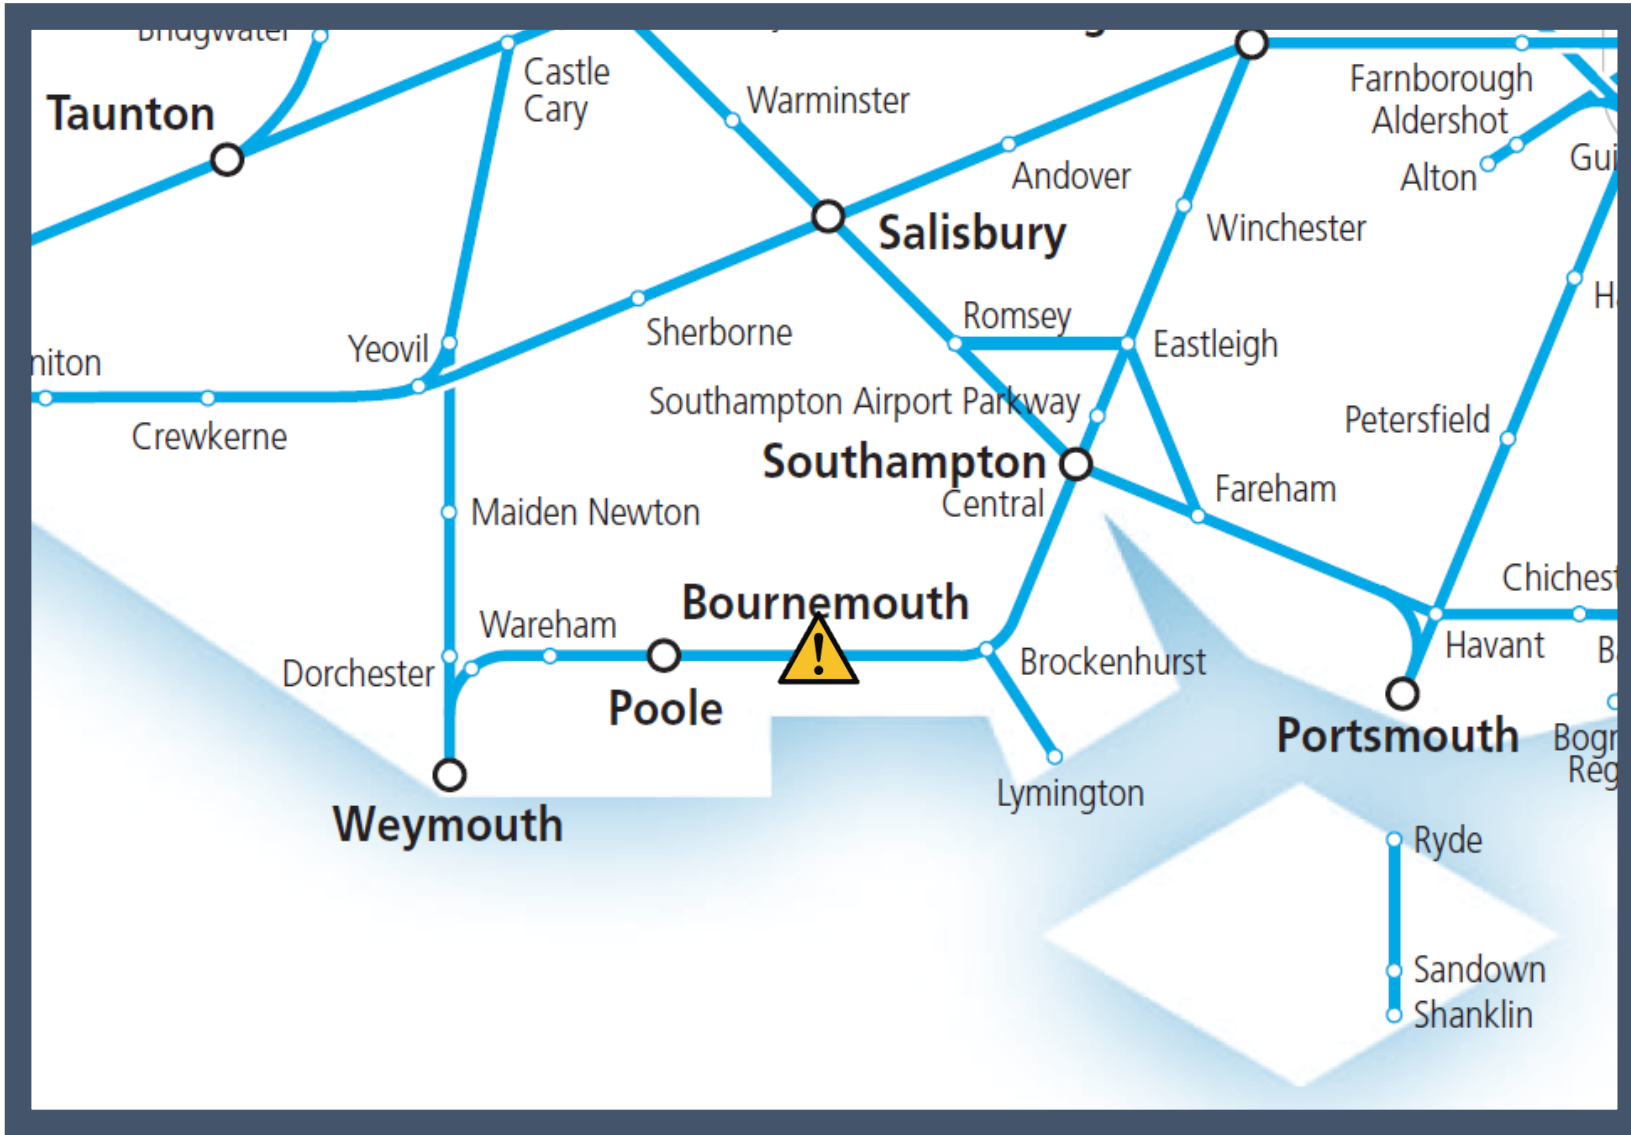 Bridgwater
Castle
Cary
Taunton
Warminster
Farnborough
Aldershot
Andover
Alton
Salisbury
Winchester
Romsey
Eastleigh
Sherborne
Yeovil
Crewkerne
Southampton Airport Parkway
Southampton
Central
Petersfield
Fareham
Maiden Newton
Bournemouth
Wareham
Dorchester
Brockenhurst
Havant
Poole
Portsmouth
Lymington
Weymouth
Ryde
Sandown
Shanklin
!